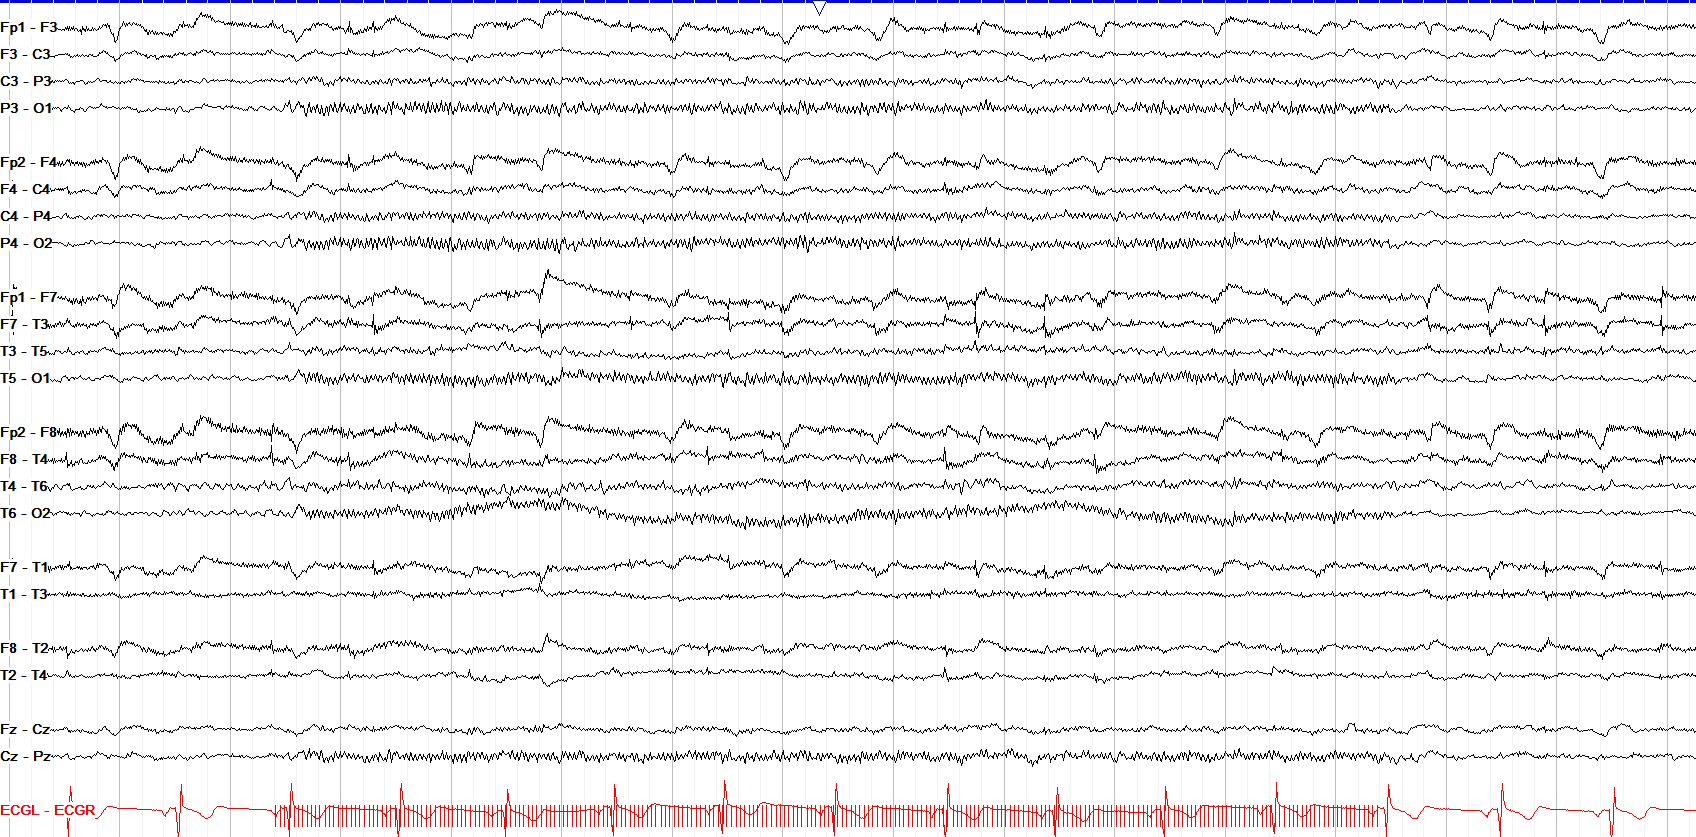 Fp1 - F3
F3 - C3
C3 - P3
P3 - O1
Fp2 - F4
F4 - C4
C4 - P4
P4 - O2
Fp1 - F7
F7 - T3
T3 - T5
T5 - O1
Fp2 - F8
F8 - T4
T4 - T6
T6 - O2
F7 - T1
T1 - T3
F8 - T2
T2 - T4
Fz - Cz
Cz - Pz
ECGL - ECGR